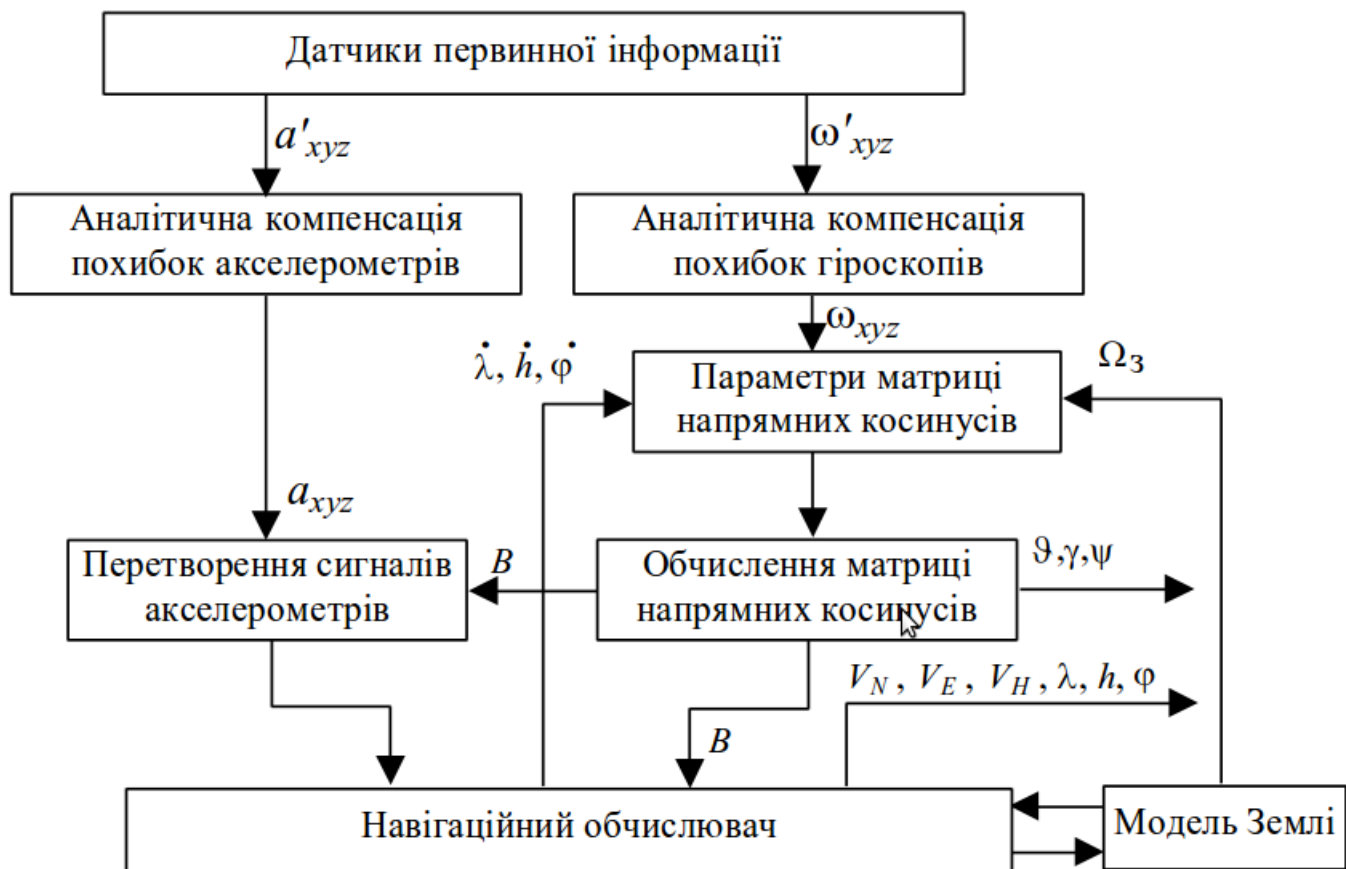 Датчики первинної інформації
a′xyz
ω′xyz
Аналітична компенсація
похибок акселерометрів
Аналітична компенсація
похибок гіроскопів
ωxyz
λ̇, ḣ, φ̇
Ωз
Параметри матриці
напрямних косинусів
axyz
Перетворення сигналів
акселерометрів
B
Обчислення матриці
напрямних косинусів
ϑ,γ,ψ
VN , VE , VH , λ, h, φ
B
Навігаційний обчислювач
Модель Землі